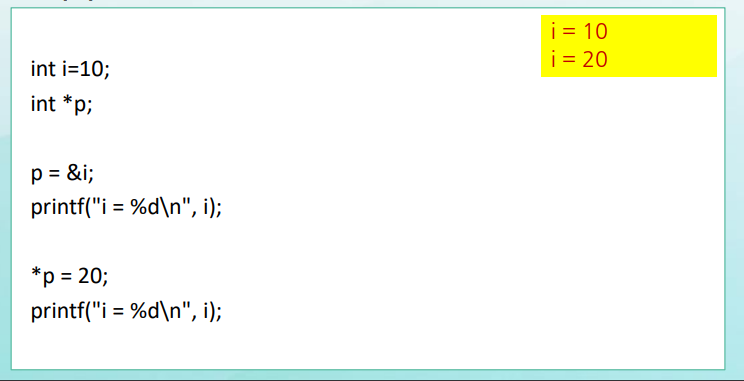 int i=10;
int *p;
p = &i;
printf("i = %d\n", i);
*p = 20;
printf("i = %d\n", i);
i = 10
i = 20